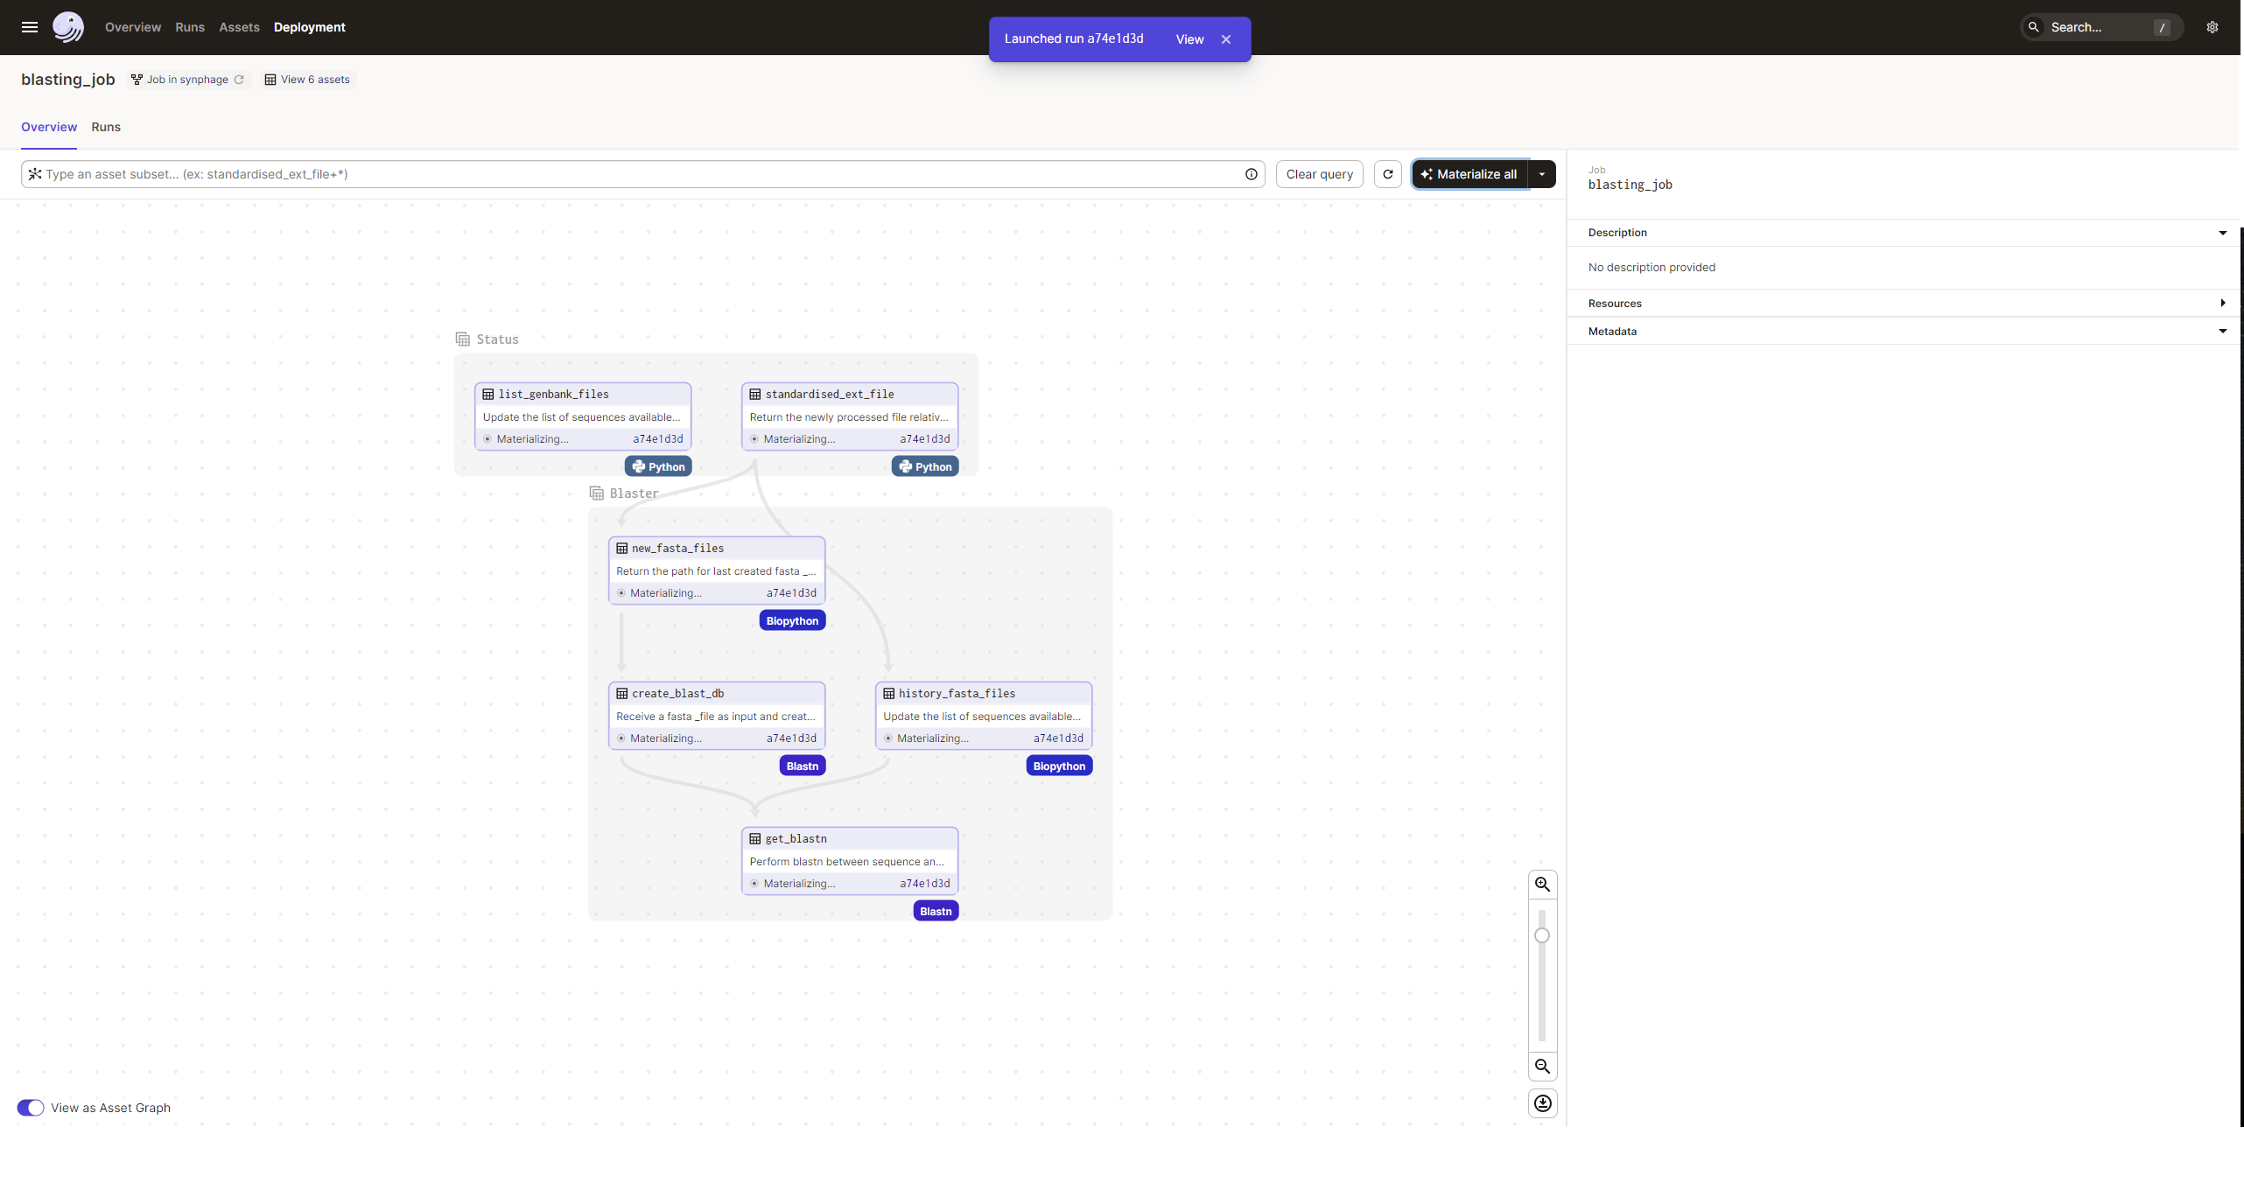 Overview Runs Assets Deployment
Launched run a74e1d3d View
Search... /
blasting_job Job in synphage View 6 assets
Overview Runs
Type an asset subset… (ex: standardised_ext_file+*)
Clear query
Materialize all
Job
blasting_job
Description
No description provided
Resources
Metadata
Status
list_genbank_files
Update the list of sequences available…
Materializing... a74e1d3d
Python
standardised_ext_file
Return the newly processed file relativ…
Materializing... a74e1d3d
Python
Blaster
new_fasta_files
Return the path for last created fasta _…
Materializing... a74e1d3d
Biopython
create_blast_db
Receive a fasta _file as input and creat…
Materializing... a74e1d3d
Blastn
history_fasta_files
Update the list of sequences available…
Materializing... a74e1d3d
Biopython
get_blastn
Perform blastn between sequence an…
Materializing... a74e1d3d
Blastn
View as Asset Graph